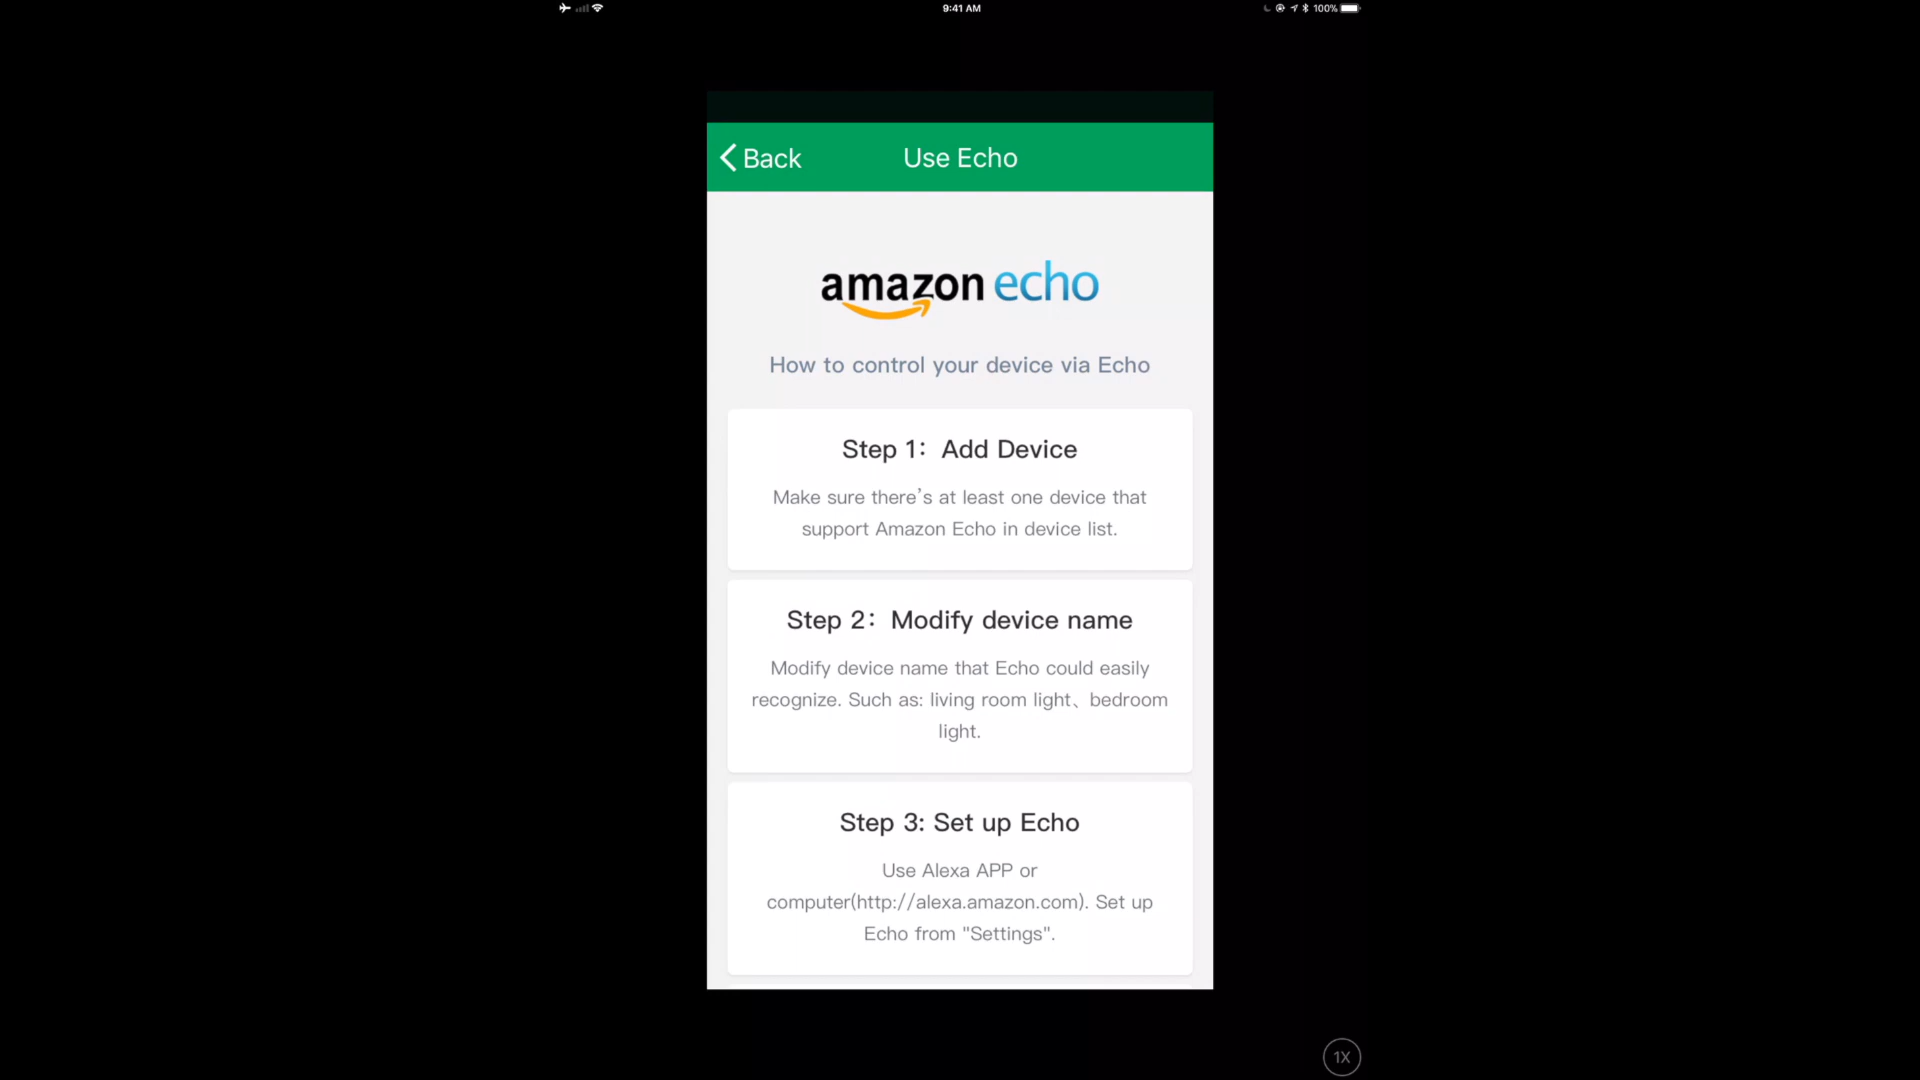 9:41 AM
100%
Back
Use Echo
amazon echo
How to control your device via Echo
Step 1： Add Device
Make sure there’s at least one device that
support Amazon Echo in device list.
Step 2： Modify device name
Modify device name that Echo could easily
recognize. Such as: living room light、bedroom
light.
Step 3: Set up Echo
Use Alexa APP or
computer(http://alexa.amazon.com). Set up
Echo from "Settings".
1X